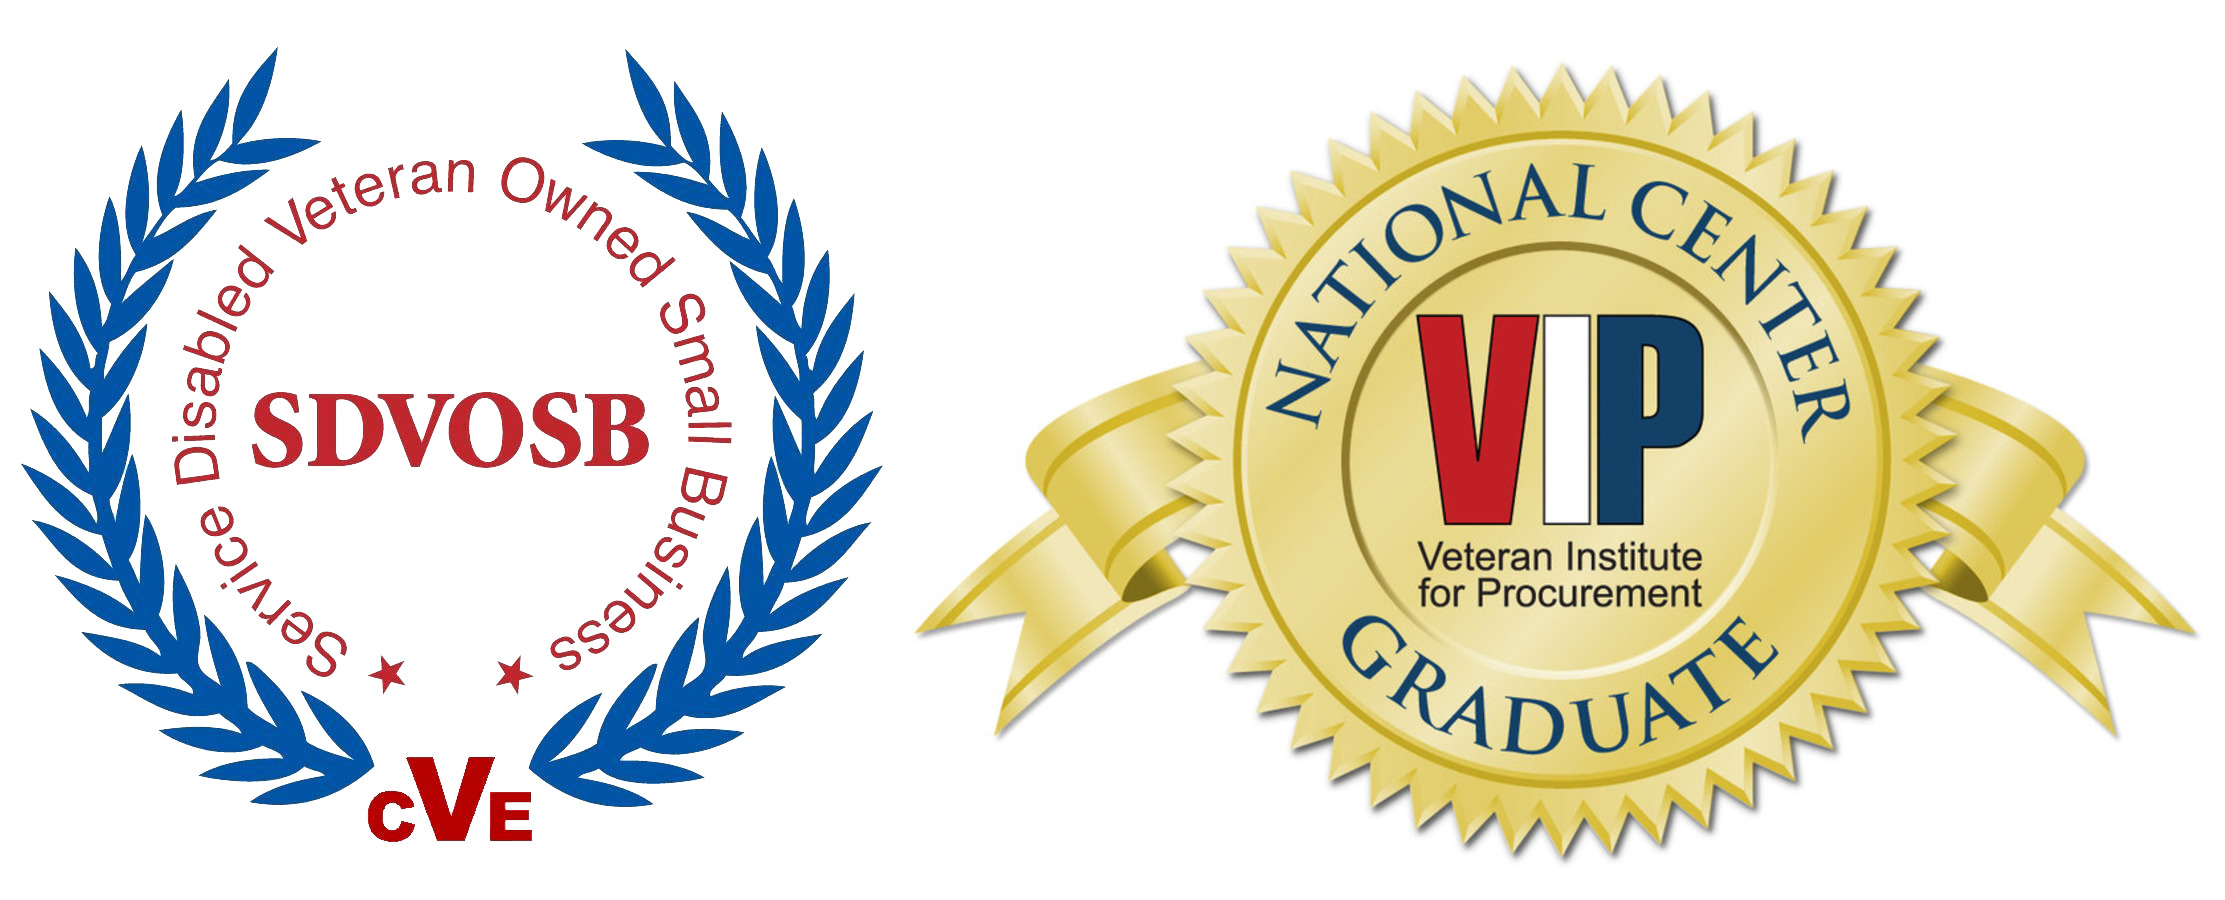 Service Disabled Veteran Owned Small Business
SDVOSB
CVE
NATIONAL CENTER
VIP
Veteran Institute
for Procurement
GRADUATE